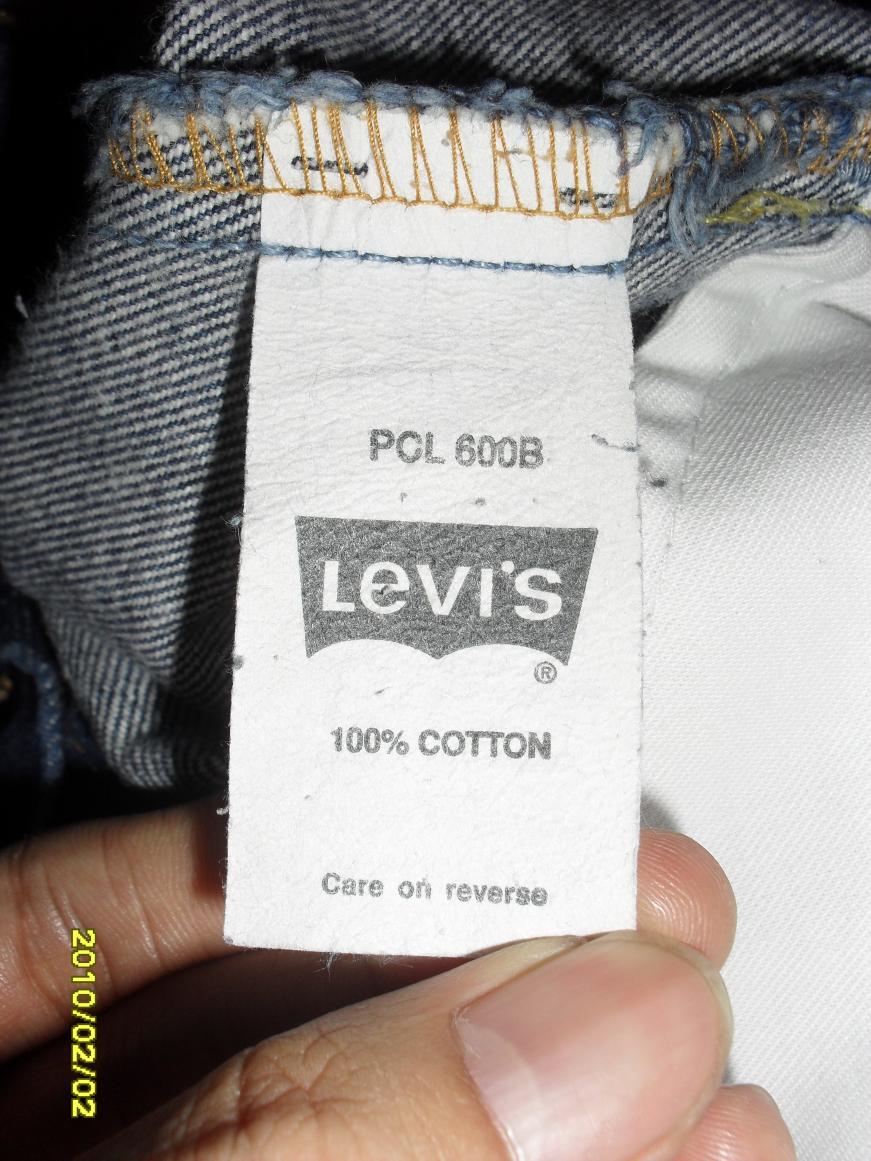 PCL 600B
LeVI'S
®
100% COTTON
Care on reverse
2010/02/02